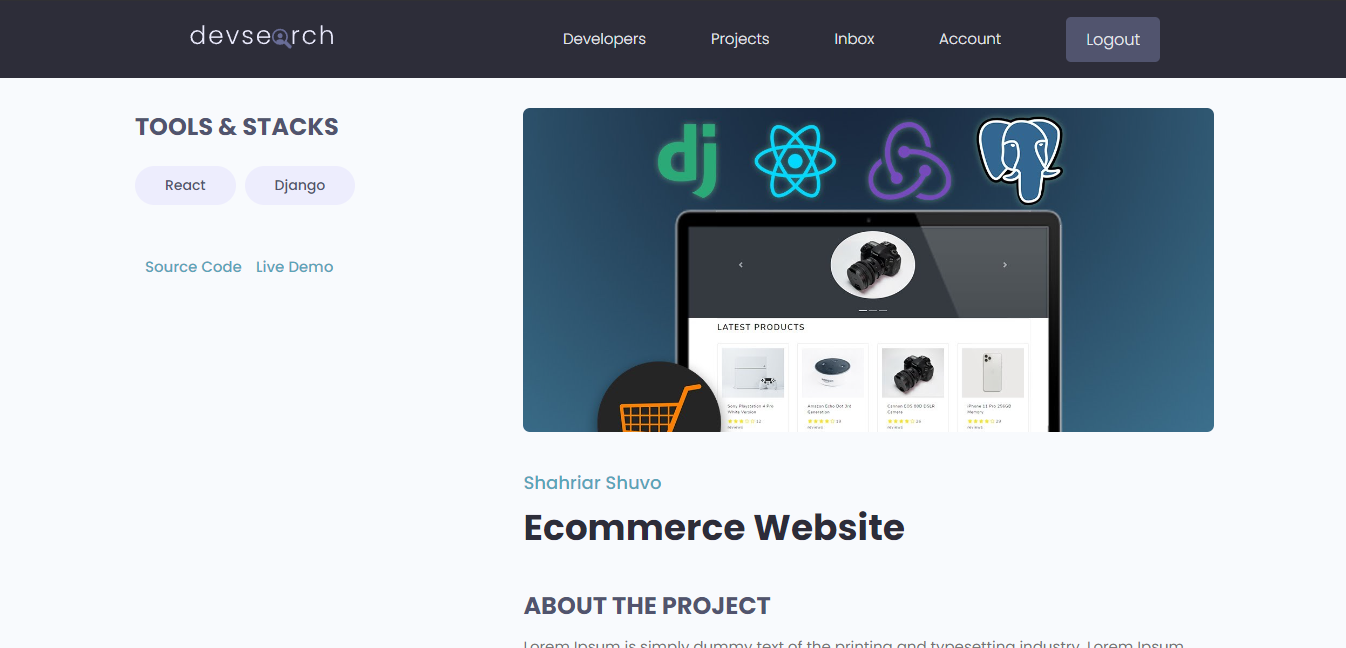 devsearch
Developers
Projects
Inbox
Account
Logout
TOOLS & STACKS
React
Django
Source Code
Live Demo
dj
LATEST PRODUCTS
Sony Playstation 4 Pro
White Version
12
reviews
Amazon Echo Dot 3rd
Generation
Cannon EOS 80D DSLR
Camera
iPhone 11 Pro 256GB
Memory
Shahriar Shuvo
Ecommerce Website
ABOUT THE PROJECT
Lorem Ipsum is simply dummy text of the printing and typesetting industry. Lorem Ipsum